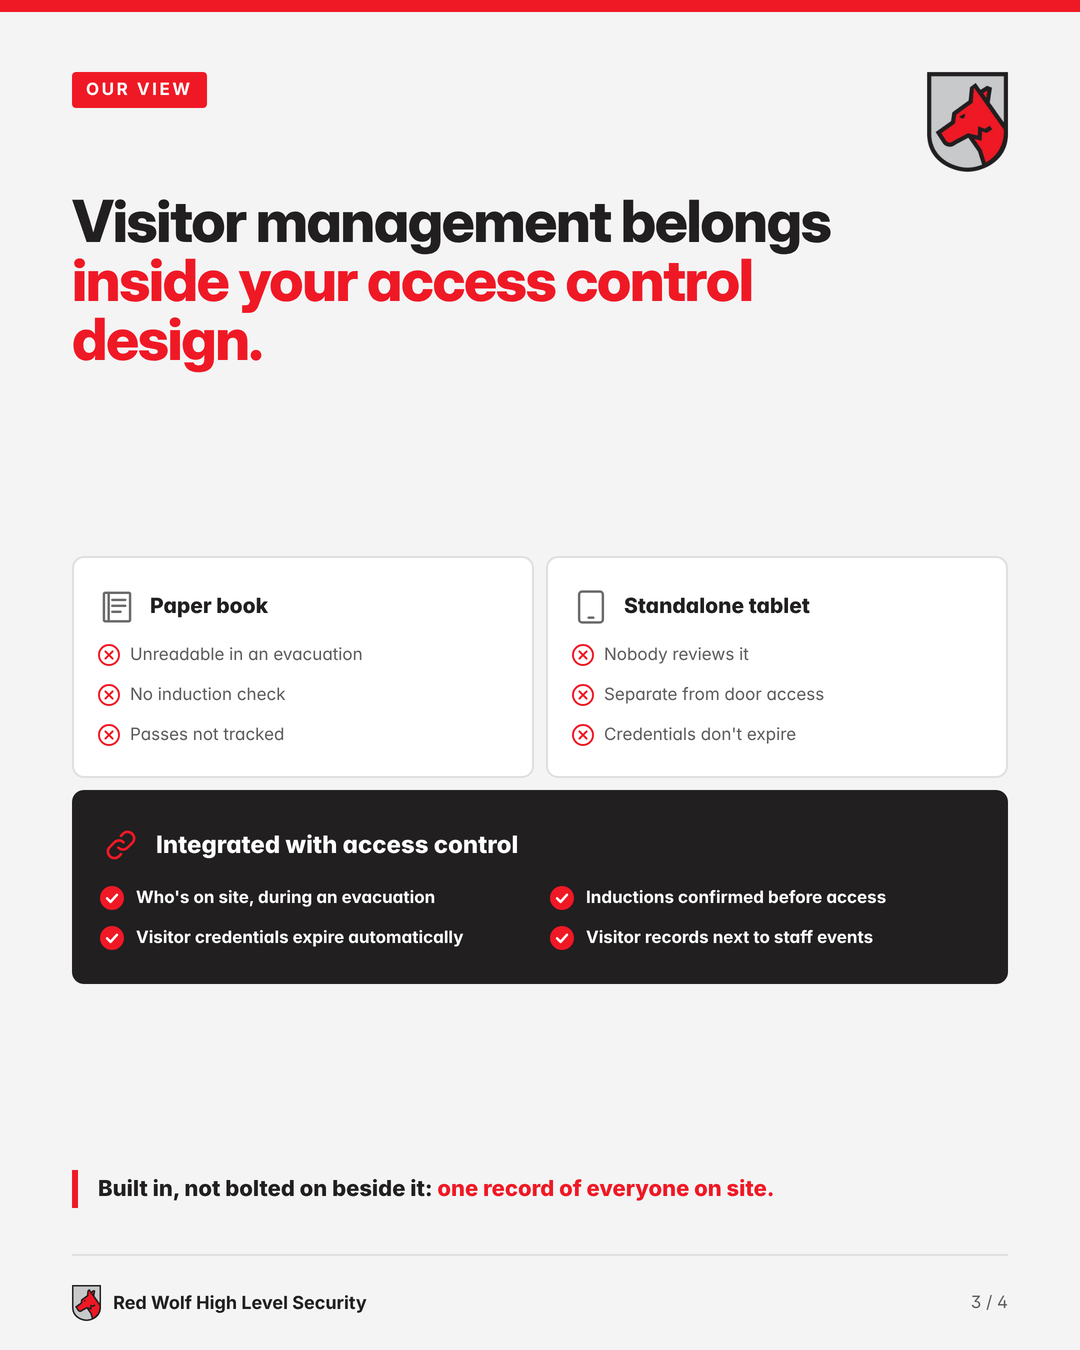 OUR VIEW
Visitor management belongs
inside your access control
design.
Paper book
Unreadable in an evacuation
No induction check
Passes not tracked
Standalone tablet
Nobody reviews it
Separate from door access
Credentials don't expire
Integrated with access control
Who's on site, during an evacuation
Inductions confirmed before access
Visitor credentials expire automatically
Visitor records next to staff events
Built in, not bolted on beside it: one record of everyone on site.
Red Wolf High Level Security
3 / 4